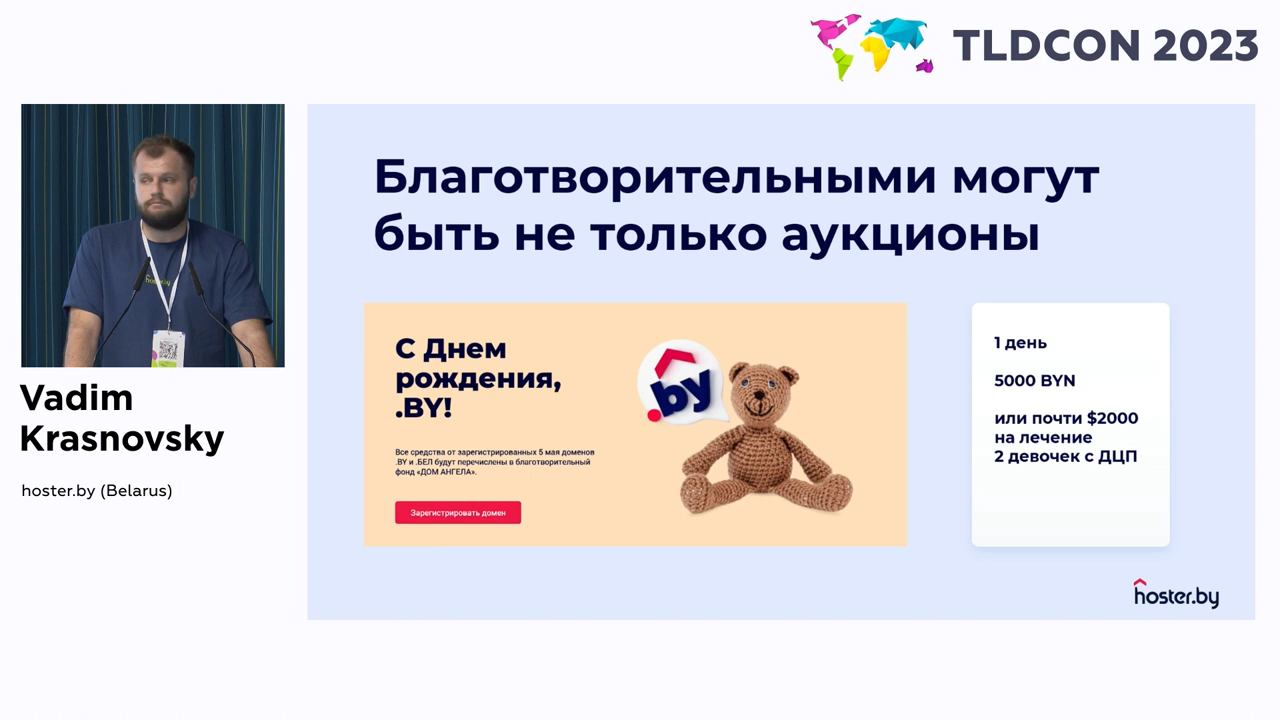 TLDCON 2023
Благотворительными могут
быть не только аукционы
С Днем
рождения,
.BY!
Все средства от зарегистрированных 5 мая доменов
.BY и .БЕЛ будут перечислены в благотворительный
фонд «ДОМ АНГЕЛА».
Зарегистрировать домен
.by
1 день
5000 BYN
или почти $2000
на лечение
2 девочек с ДЦП
hoster.by
hoster.by
Vadim
Krasnovsky
hoster.by (Belarus)